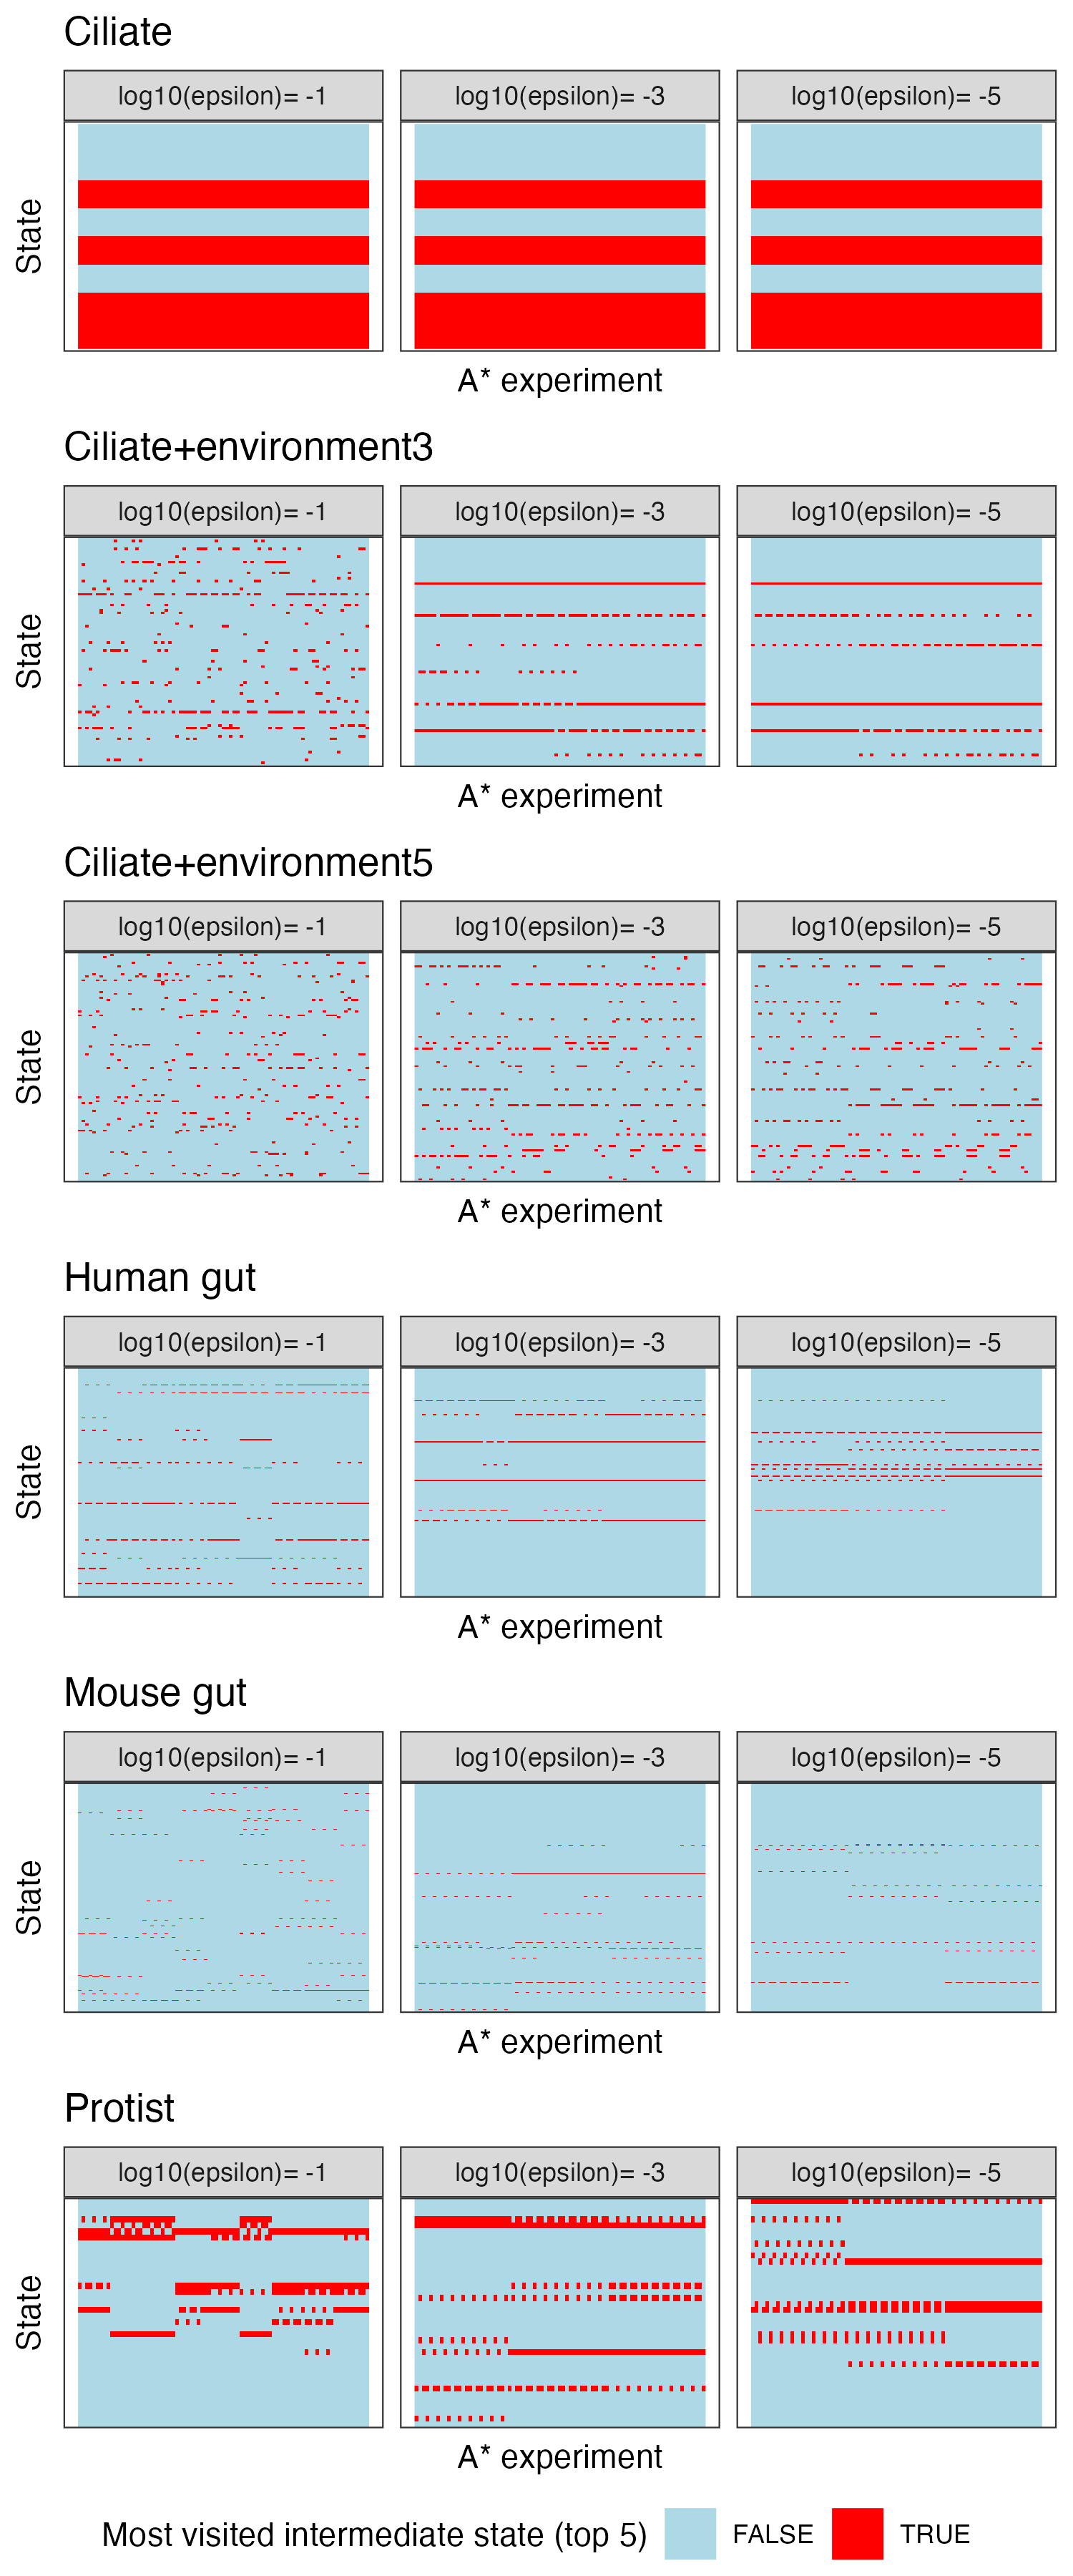 Ciliate
log10(epsilon)= -1
log10(epsilon)= -3
log10(epsilon)= -5
State
A* experiment
Ciliate+environment3
log10(epsilon)= -1
log10(epsilon)= -3
log10(epsilon)= -5
State
A* experiment
Ciliate+environment5
log10(epsilon)= -1
log10(epsilon)= -3
log10(epsilon)= -5
State
A* experiment
Human gut
log10(epsilon)= -1
log10(epsilon)= -3
log10(epsilon)= -5
State
A* experiment
Mouse gut
log10(epsilon)= -1
log10(epsilon)= -3
log10(epsilon)= -5
State
A* experiment
Protist
log10(epsilon)= -1
log10(epsilon)= -3
log10(epsilon)= -5
State
A* experiment
Most visited intermediate state (top 5) FALSE TRUE